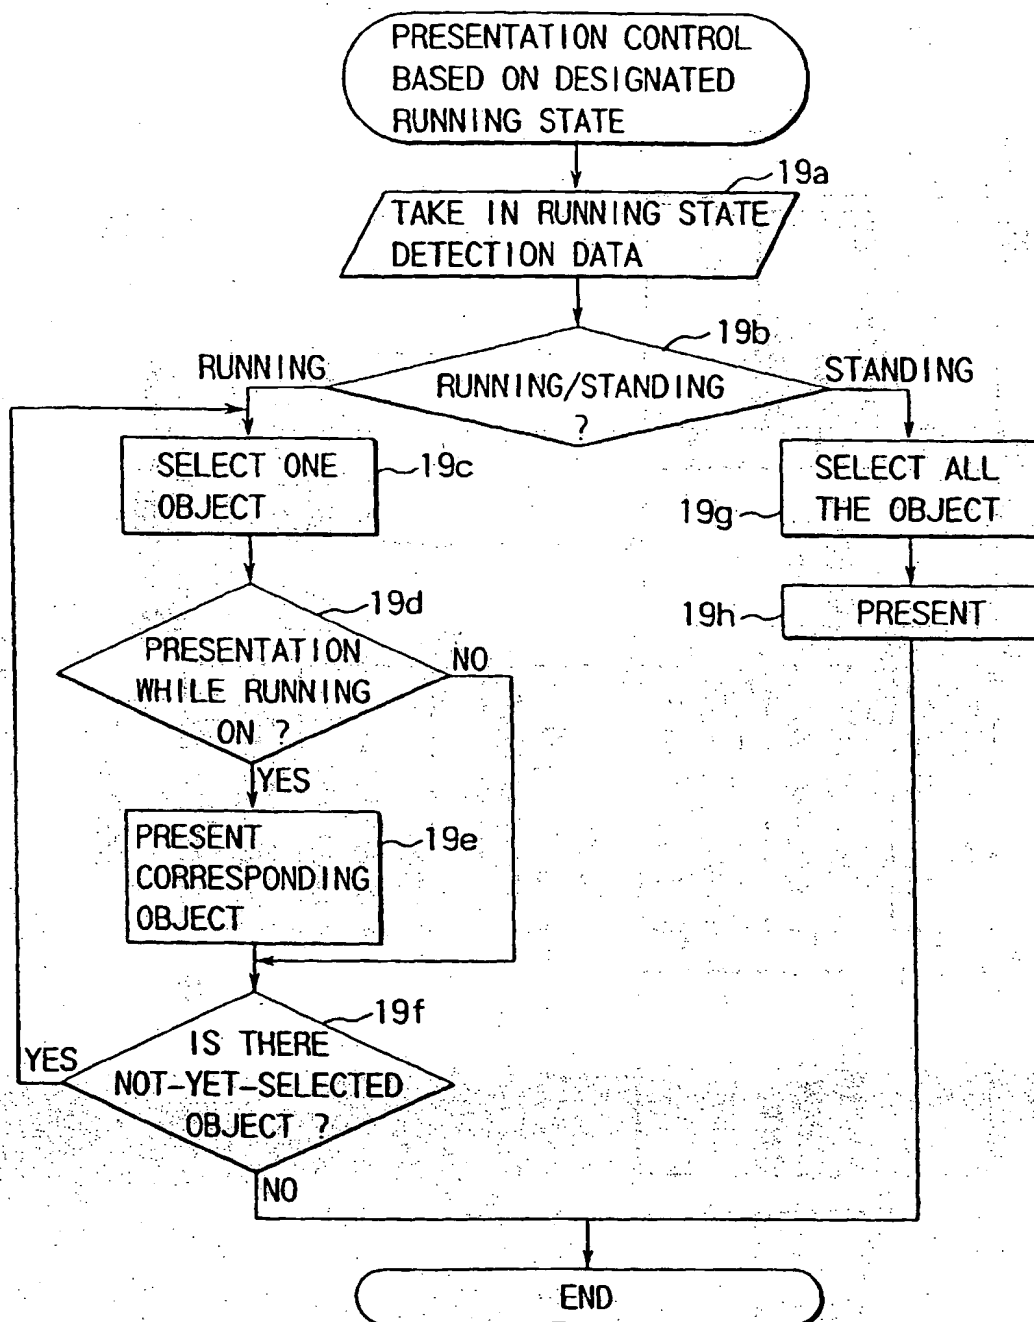 PRESENTATION CONTROL
BASED ON DESIGNATED
RUNNING STATE
19a
TAKE IN RUNNING STATE
DETECTION DATA
19b
RUNNING
RUNNING/STANDING
?
STANDING
SELECT ONE
OBJECT
19c
SELECT ALL
THE OBJECT
19g
19d
PRESENTATION
WHILE RUNNING
ON ?
NO
19h
PRESENT
YES
PRESENT
CORRESPONDING
OBJECT
19e
19f
IS THERE
NOT-YET-SELECTED
OBJECT ?
YES
NO
END